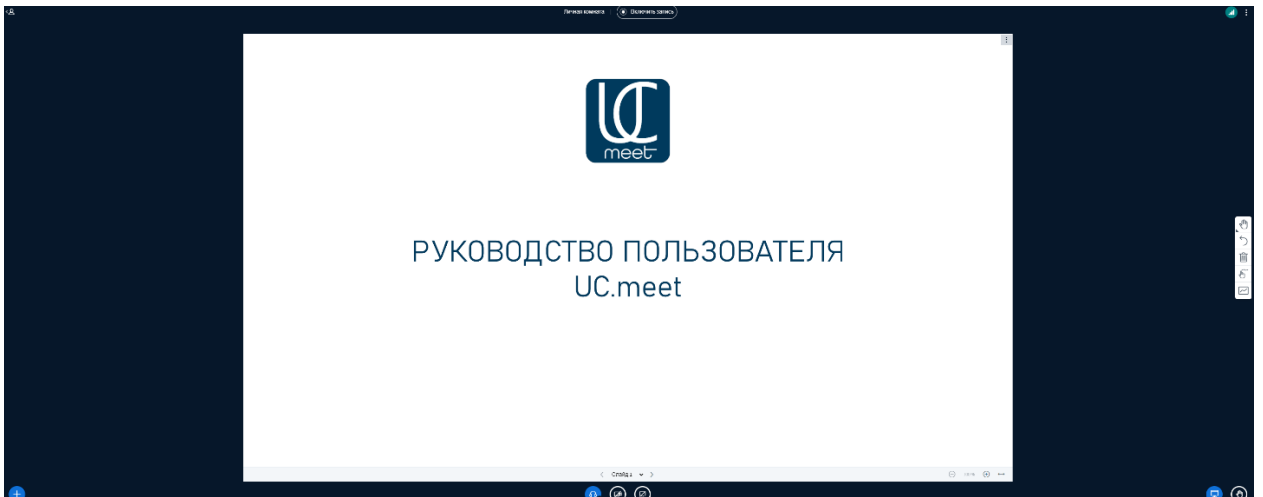 Личная комната
Включить запись
UC
meet
РУКОВОДСТВО ПОЛЬЗОВАТЕЛЯ
UC.meet
Слайд 1